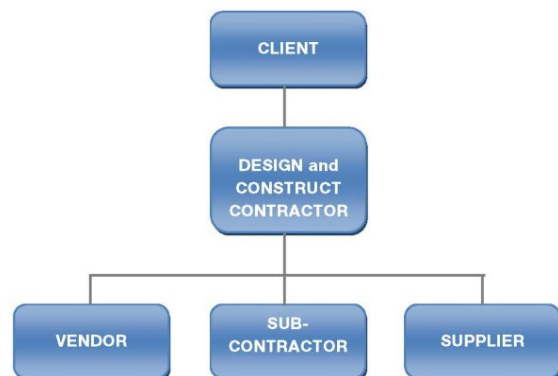 CLIENT
DESIGN and
CONSTRUCT
CONTRACTOR
VENDOR
SUB-
CONTRACTOR
SUPPLIER